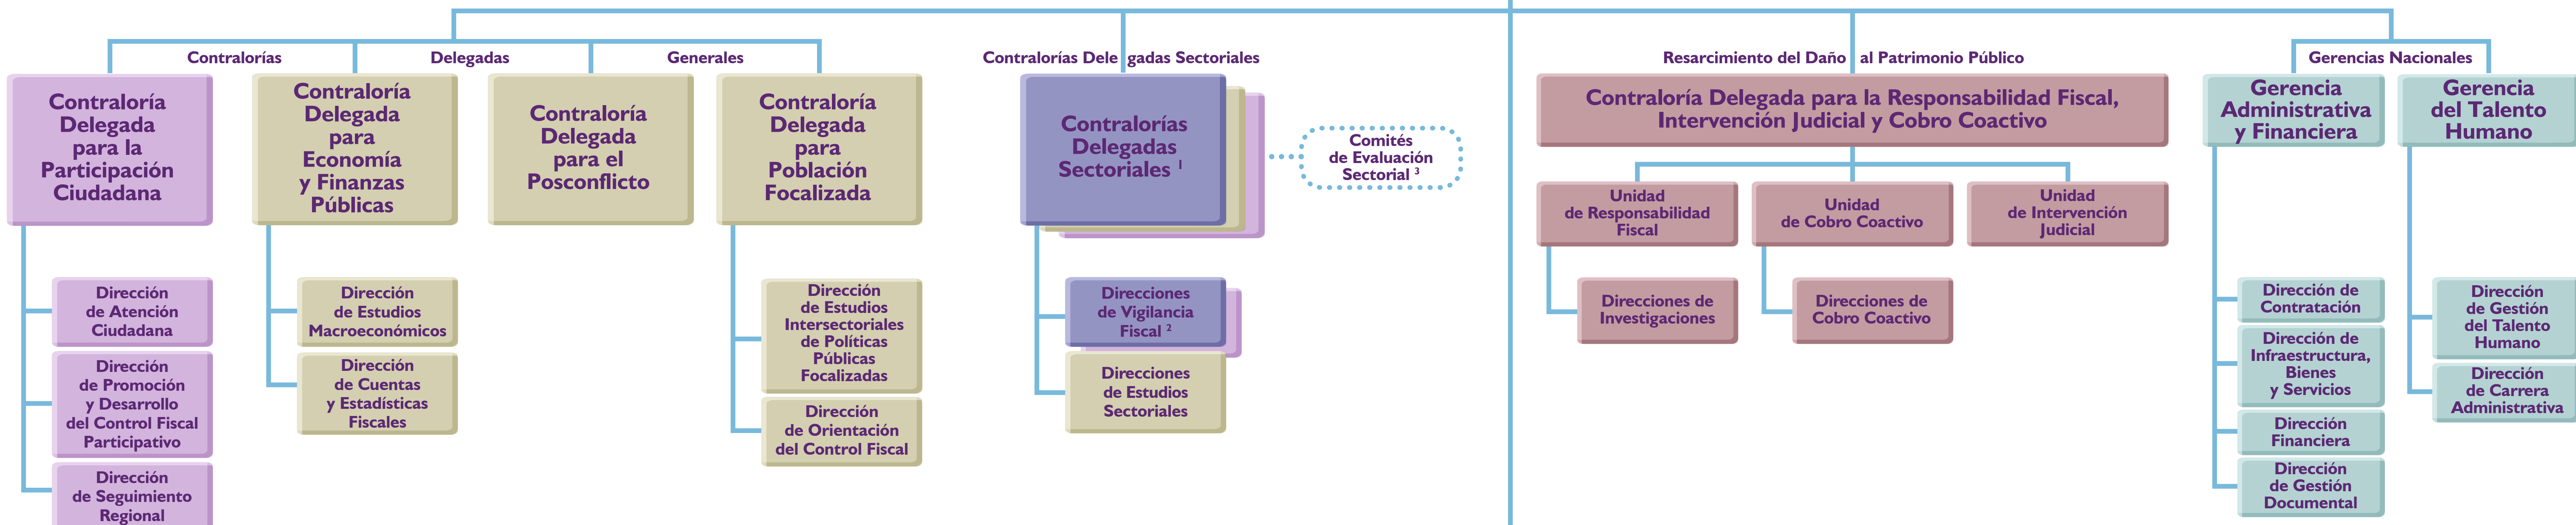 Contralorías Delegadas Generales
Contraloría
Delegada
para la
Participación
Ciudadana
Dirección
de Atención
Ciudadana
Dirección
de Promoción
y Desarrollo
del Control Fiscal
Participativo
Dirección
de Seguimiento
Regional
Contraloría
Delegada
para
Economía
y Finanzas
Públicas
Dirección
de Estudios
Macroeconómicos
Dirección
de Cuentas
y Estadísticas
Fiscales
Contraloría
Delegada
para el
Posconflicto
Contraloría
Delegada
para
Población
Focalizada
Dirección
de Estudios
Intersectoriales
de Políticas
Públicas
Focalizadas
Dirección
de Orientación
del Control Fiscal
Contralorías Delegadas Sectoriales
Contralorías
Delegadas
Sectoriales 1
Comités
de Evaluación
Sectorial 3
Direcciones
de Vigilancia
Fiscal 2
Direcciones
de Estudios
Sectoriales
Resarcimiento del Daño al Patrimonio Público
Contraloría Delegada para la Responsabilidad Fiscal,
Intervención Judicial y Cobro Coactivo
Unidad
de Responsabilidad
Fiscal
Direcciones de
Investigaciones
Unidad
de Cobro Coactivo
Direcciones de
Cobro Coactivo
Unidad
de Intervención
Judicial
Gerencias Nacionales
Gerencia
Administrativa
y Financiera
Dirección de
Contratación
Dirección de
Infraestructura,
Bienes
y Servicios
Dirección
Financiera
Dirección
de Gestión
Documental
Gerencia
del Talento
Humano
Dirección
de Gestión
del Talento
Humano
Dirección
de Carrera
Administrativa